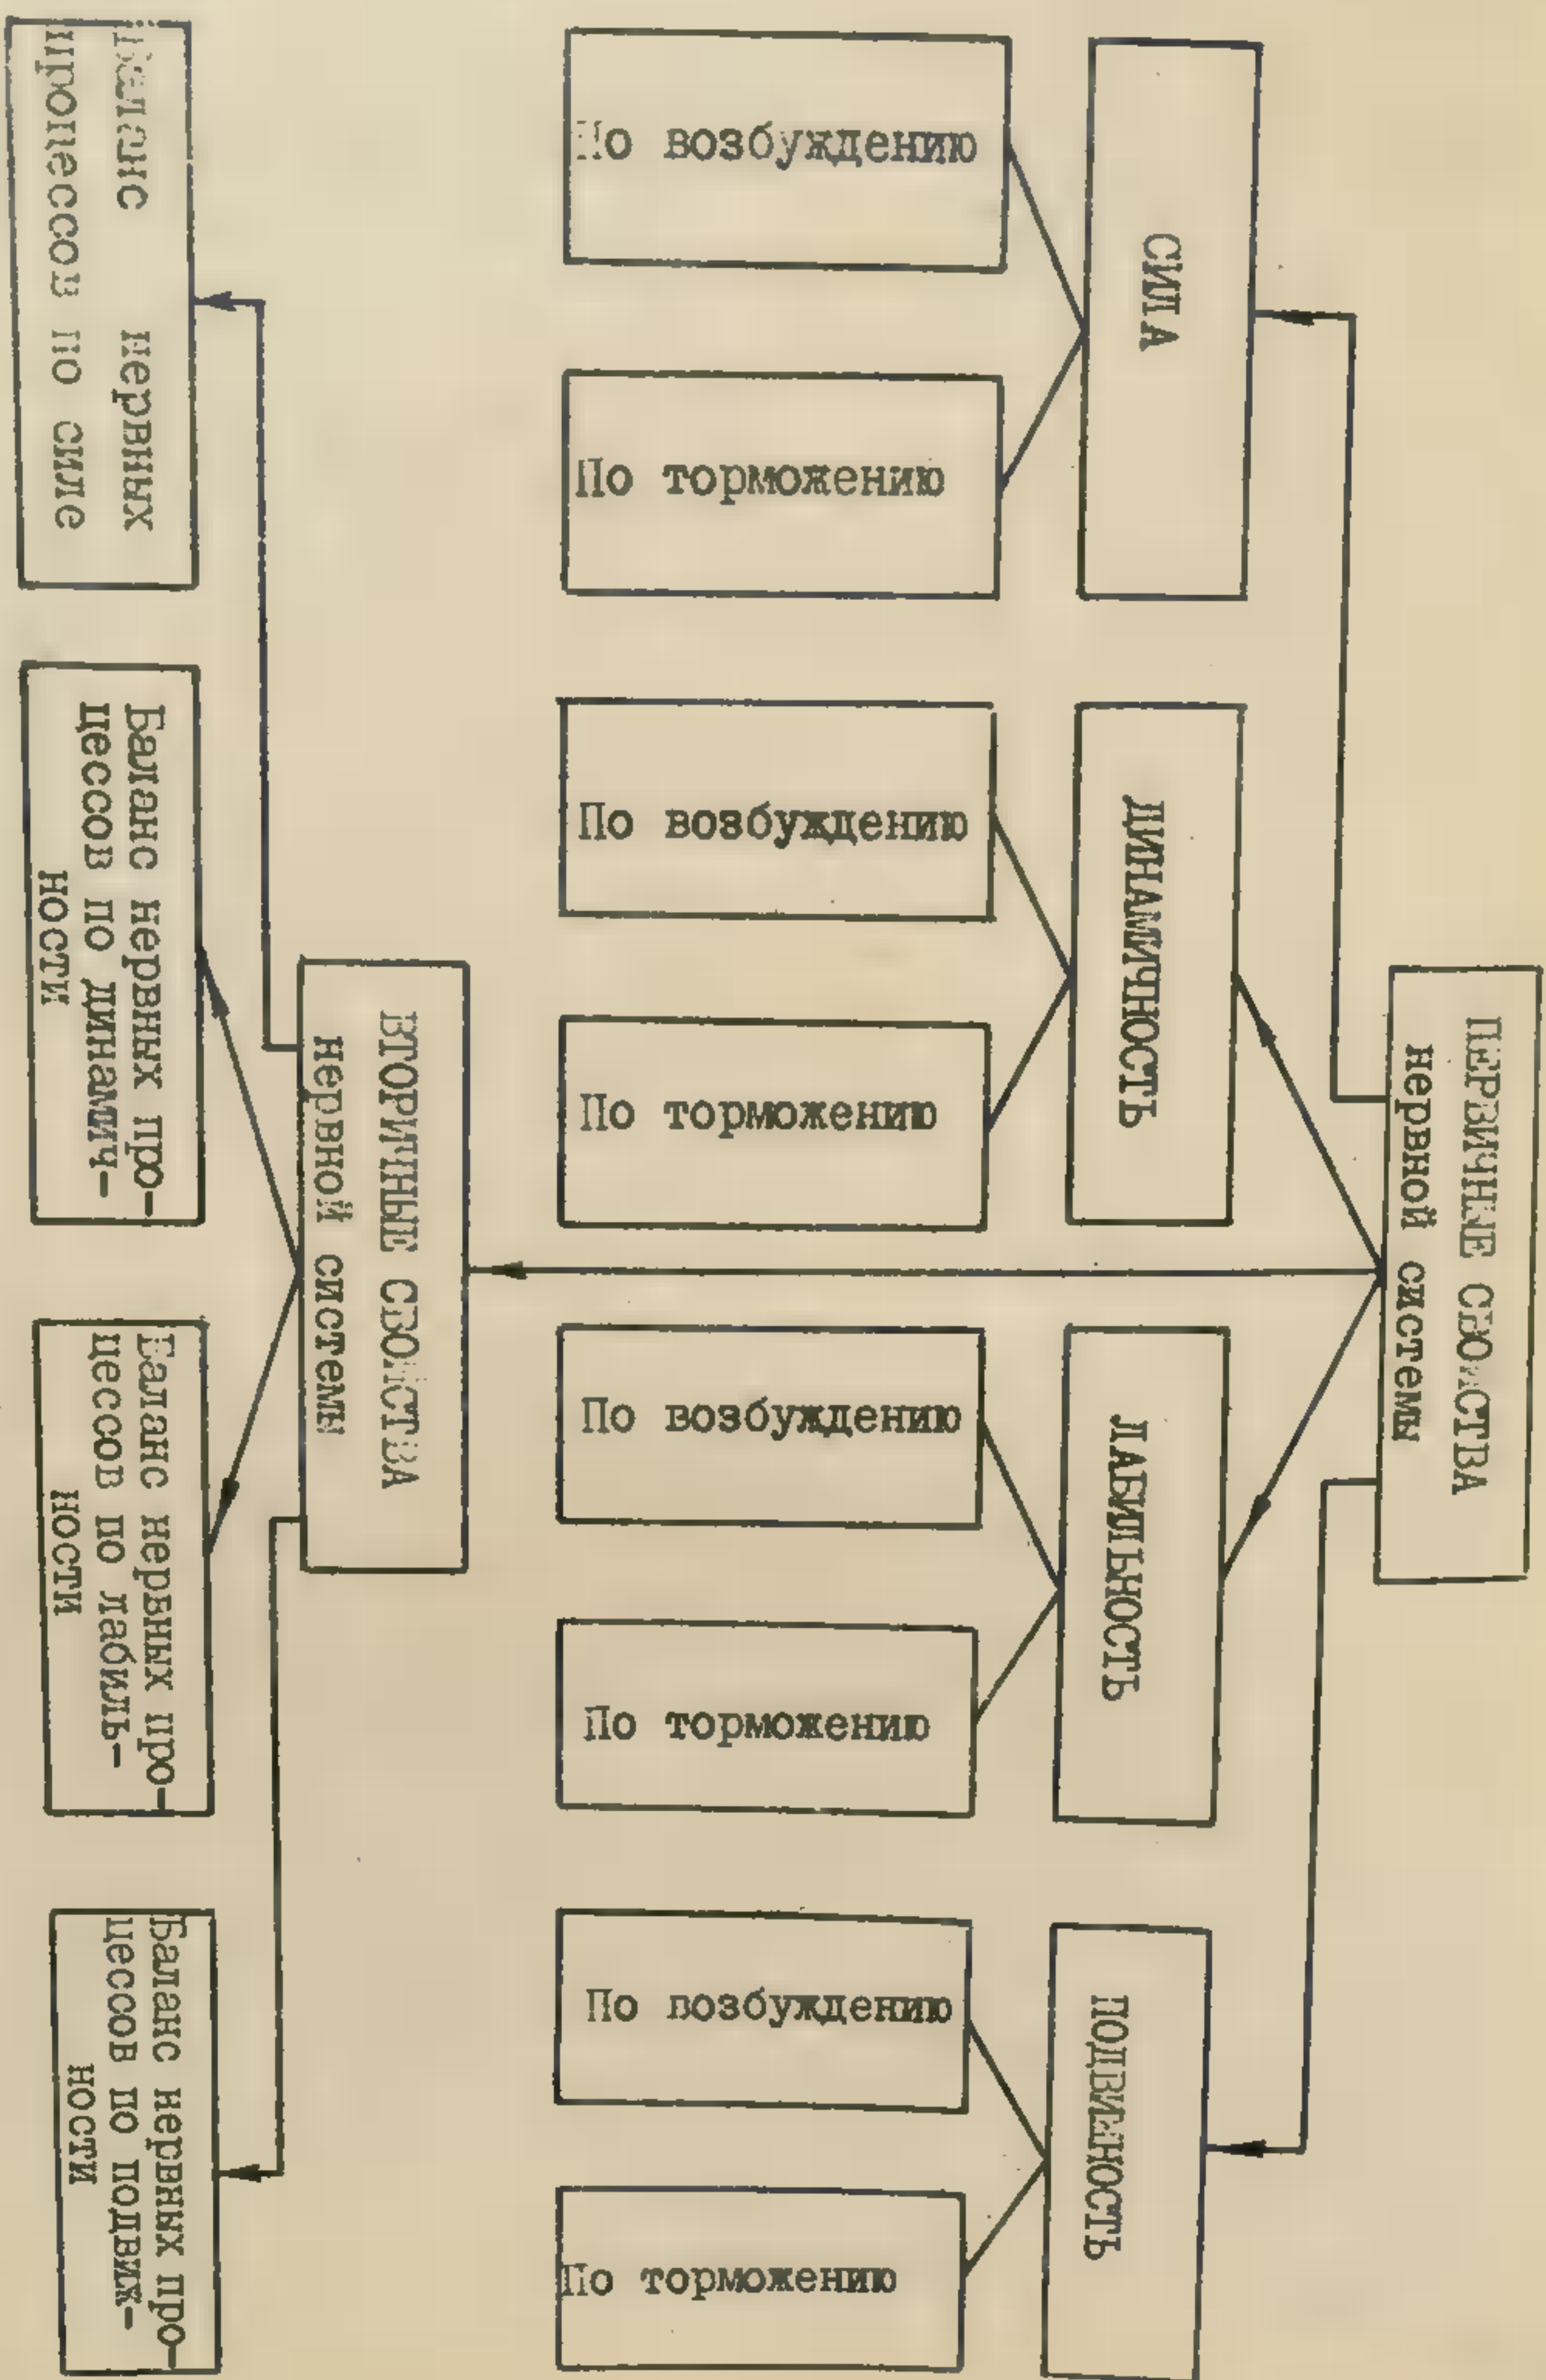 ПЕРВИЧНЫЕ СВОЙСТВА
нервной системы
СИЛА
ДИНАМИЧНОСТЬ
ЛАБИЛЬНОСТЬ
ПОДВИЖНОСТЬ
По возбуждению
По торможению
По возбуждению
По торможению
По возбуждению
По торможению
По возбуждению
По торможению
ВТОРИЧНЫЕ СВОЙСТВА
нервной системы
Баланс нервных
процессов по силе
Баланс нервных про-
цессов по динамич-
ности
Баланс нервных про-
цессов по лабиль-
ности
Баланс нервных про-
цессов по подвиж-
ности